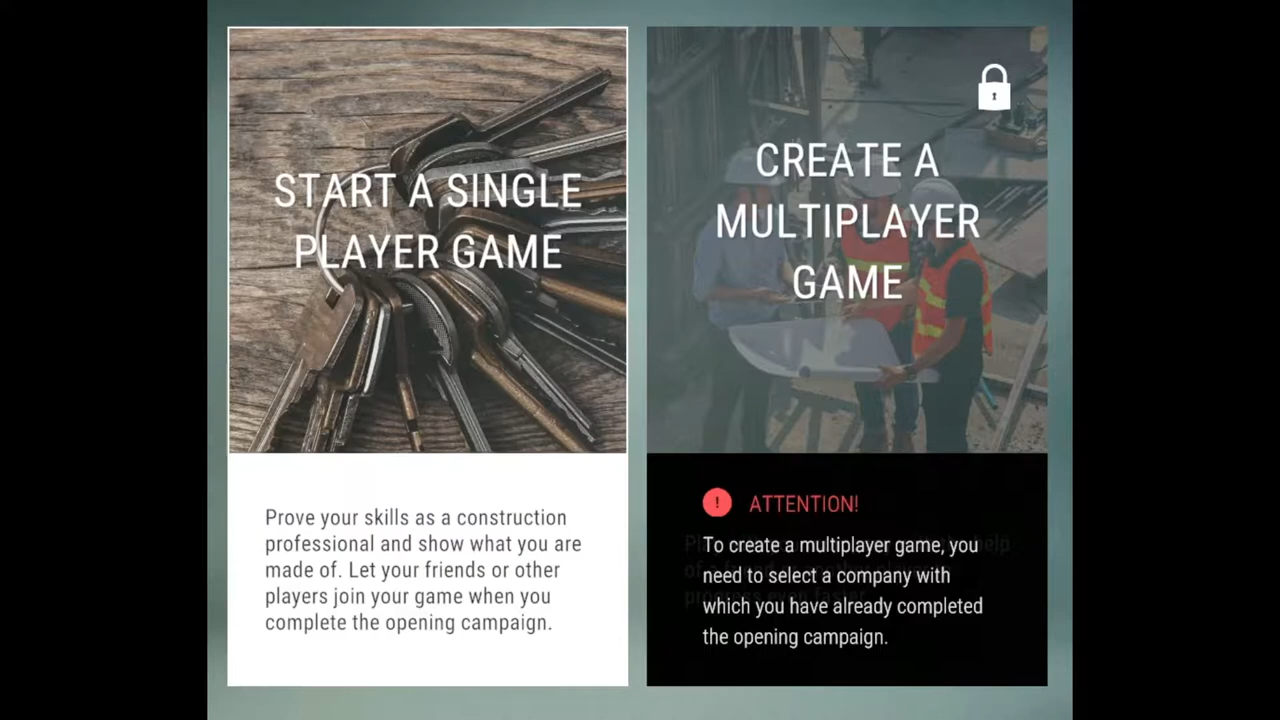 START A SINGLE
PLAYER GAME
Prove your skills as a construction
professional and show what you are
made of. Let your friends or other
players join your game when you
complete the opening campaign.
CREATE A
MULTIPLAYER
GAME
ATTENTION!
To create a multiplayer game, you
need to select a company with
which you have already completed
the opening campaign.